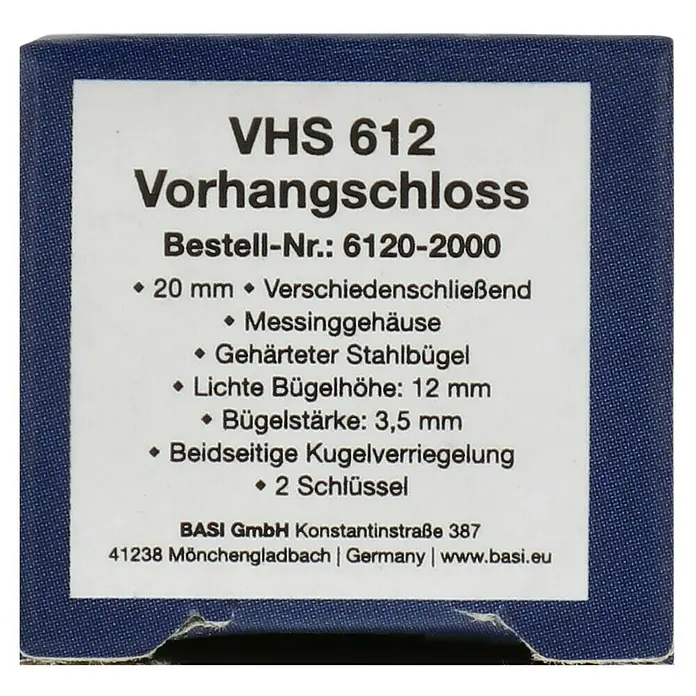 VHS 612
Vorhangschloss
Bestell-Nr.: 6120-2000
◆ 20 mm ◆ Verschiedenschließend
◆ Messinggehäuse
◆ Gehärteter Stahlbügel
◆ Lichte Bügelhöhe: 12 mm
◆ Bügelstärke: 3,5 mm
◆ Beidseitige Kugelverriegelung
◆ 2 Schlüssel
BASI GmbH Konstantinstraße 387
41238 Mönchengladbach | Germany | www.basi.eu